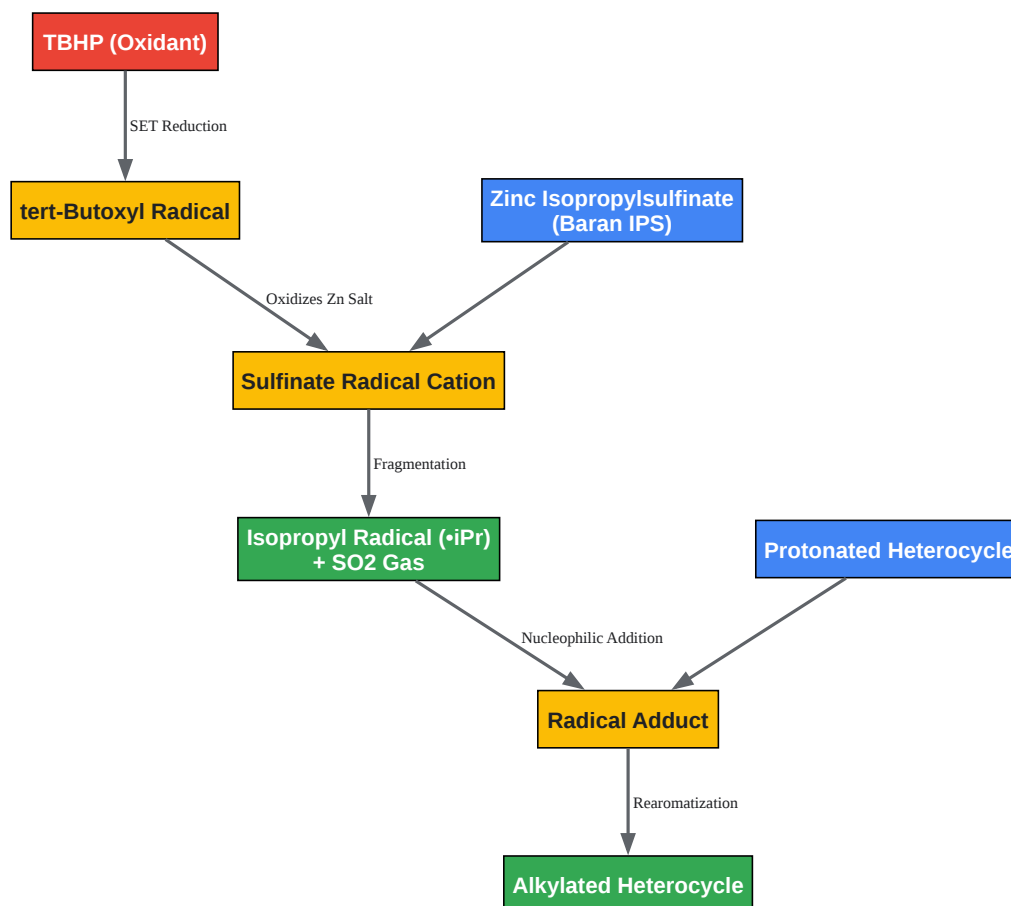 TBHP (Oxidant)
SET Reduction
tert-Butoxyl Radical
Zinc Isopropylsulfinate
(Baran IPS)
Oxidizes Zn Salt
Sulfinate Radical Cation
Fragmentation
Isopropyl Radical (•iPr)
+ SO2 Gas
Protonated Heterocycle
Nucleophilic Addition
Radical Adduct
Rearomatization
Alkylated Heterocycle